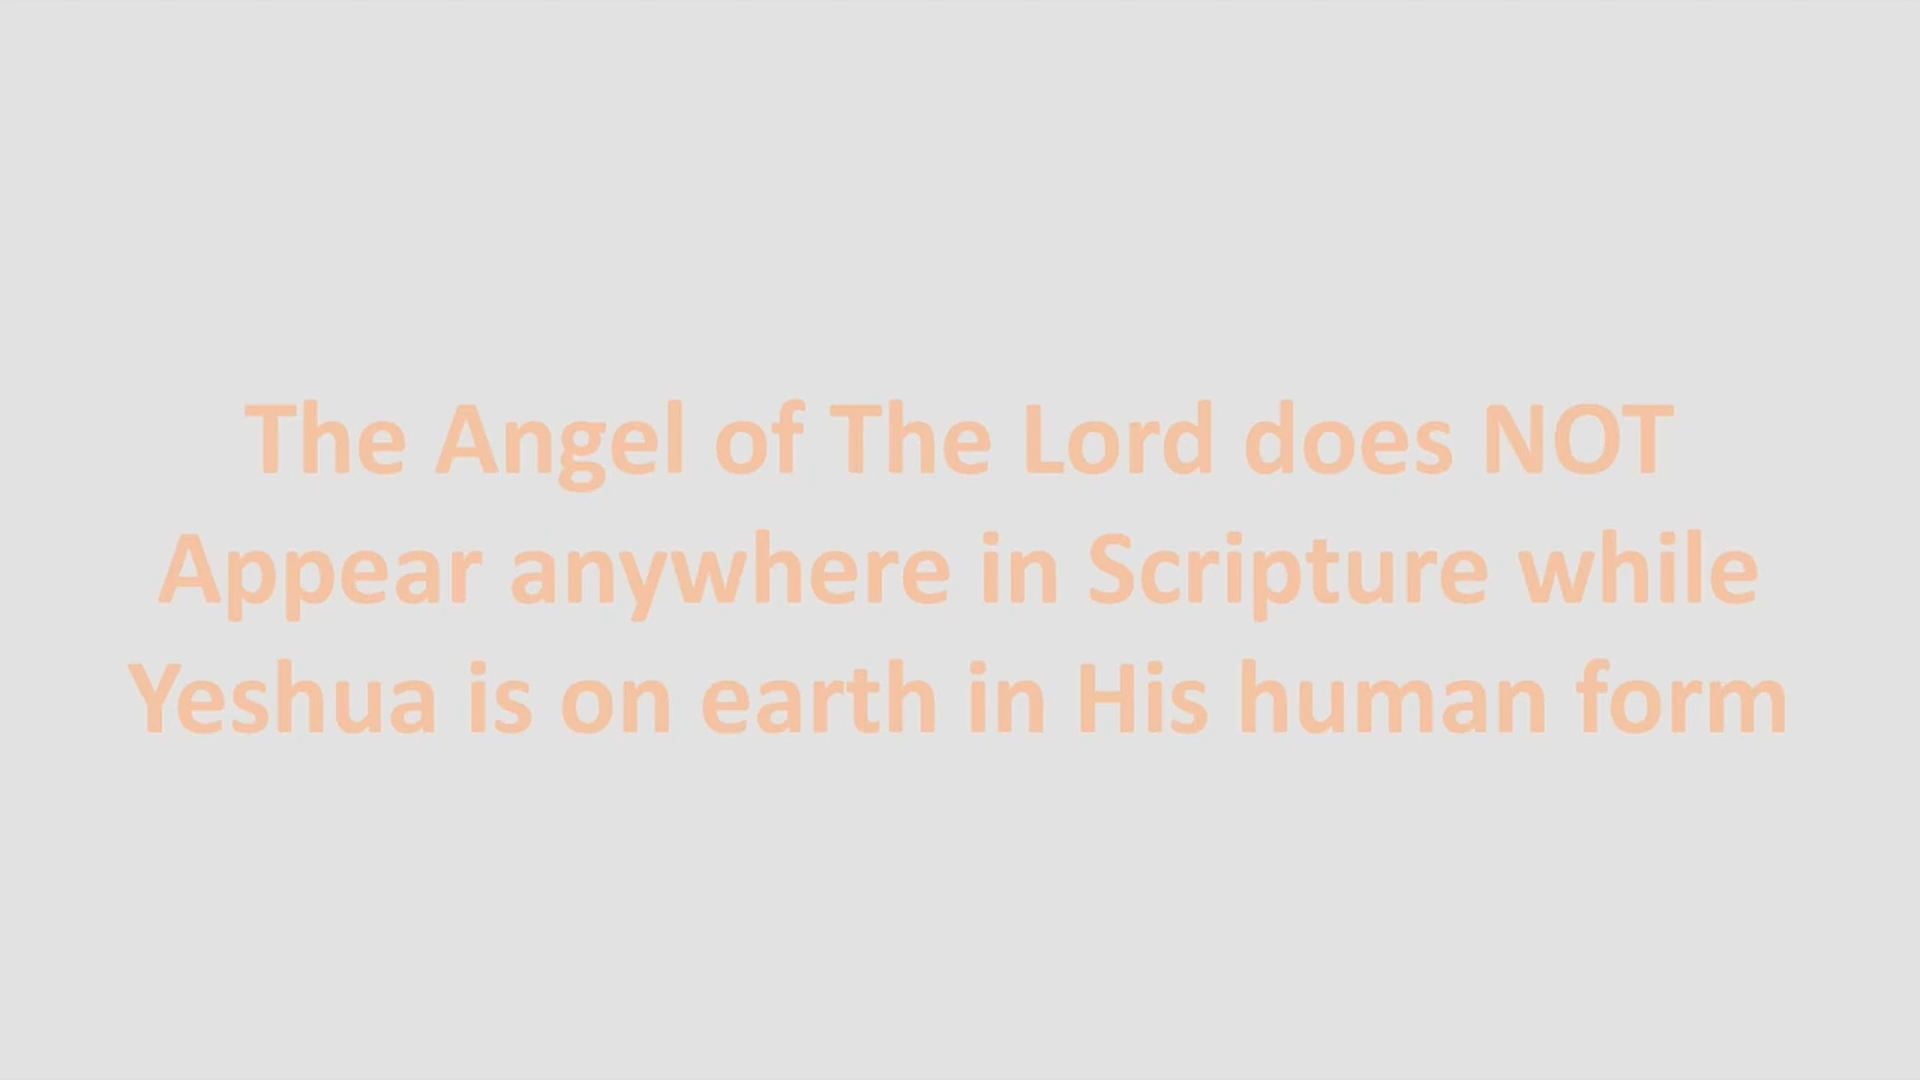 The Angel of The Lord does NOT
Appear anywhere in Scripture while
Yeshua is on earth in His human form